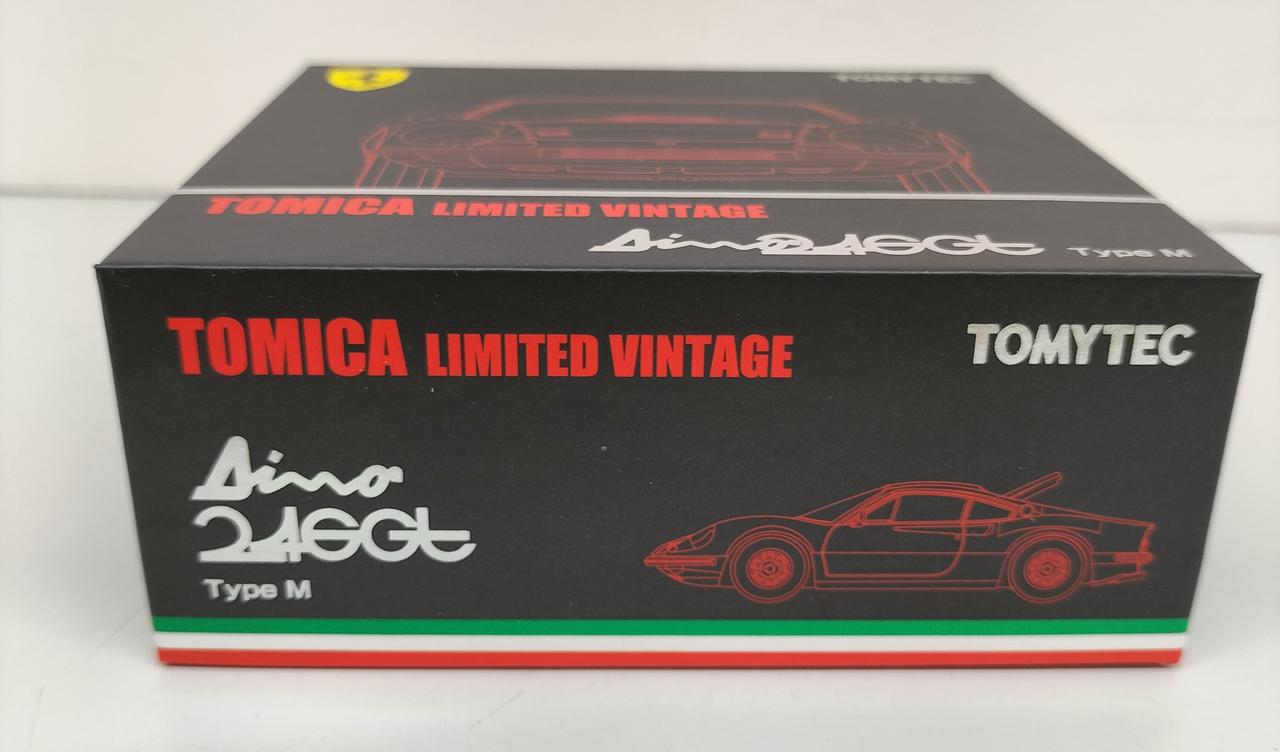 TOMYTEC
TOMICA LIMITED VINTAGE
Dino 246GT Type M
TOMICA LIMITED VINTAGE
TOMYTEC
Dino
246GT
Type M